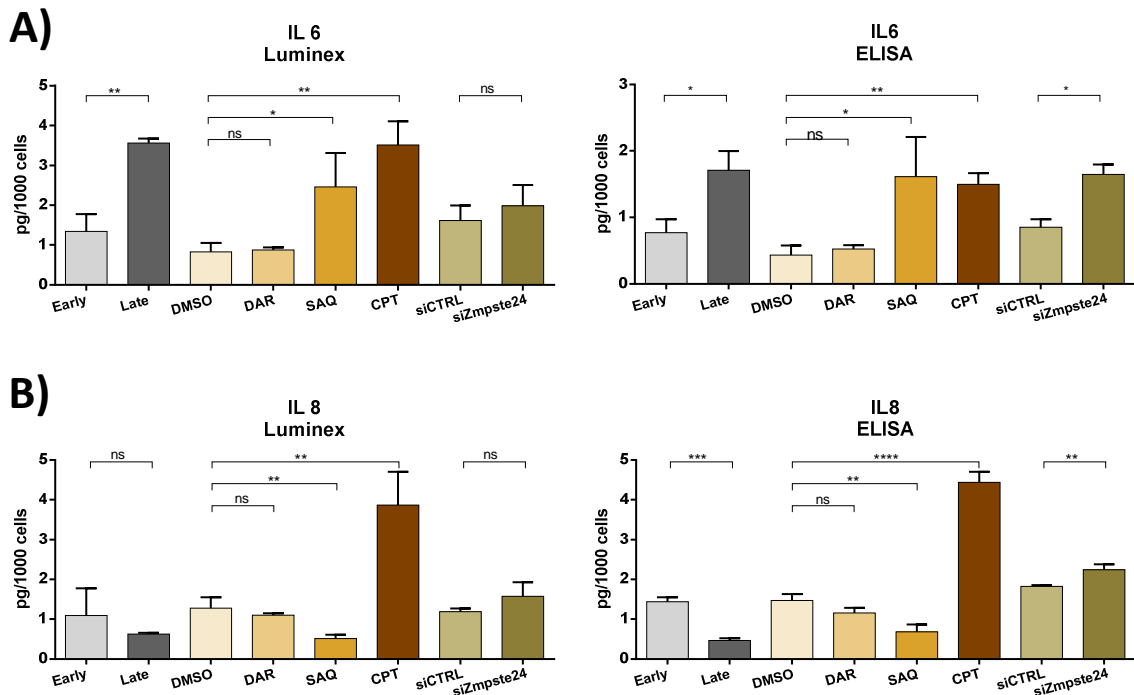 A)
IL 6
Luminex
pg/1000 cells
5
4
3
2
1
0
**
**
*
ns
ns
Early
Late
DMSO
DAR
SAQ
CPT
siCTRL
siZmpste24
IL6
ELISA
pg/1000 cells
3
2
1
0
*
**
*
ns
*
Early
Late
DMSO
DAR
SAQ
CPT
siCTRL
siZmpste24
B)
IL 8
Luminex
pg/1000 cells
5
4
3
2
1
0
ns
**
**
ns
ns
Early
Late
DMSO
DAR
SAQ
CPT
siCTRL
siZmpste24
IL8
ELISA
pg/1000 cells
5
4
3
2
1
0
***
****
**
ns
**
Early
Late
DMSO
DAR
SAQ
CPT
siCTRL
siZmpste24